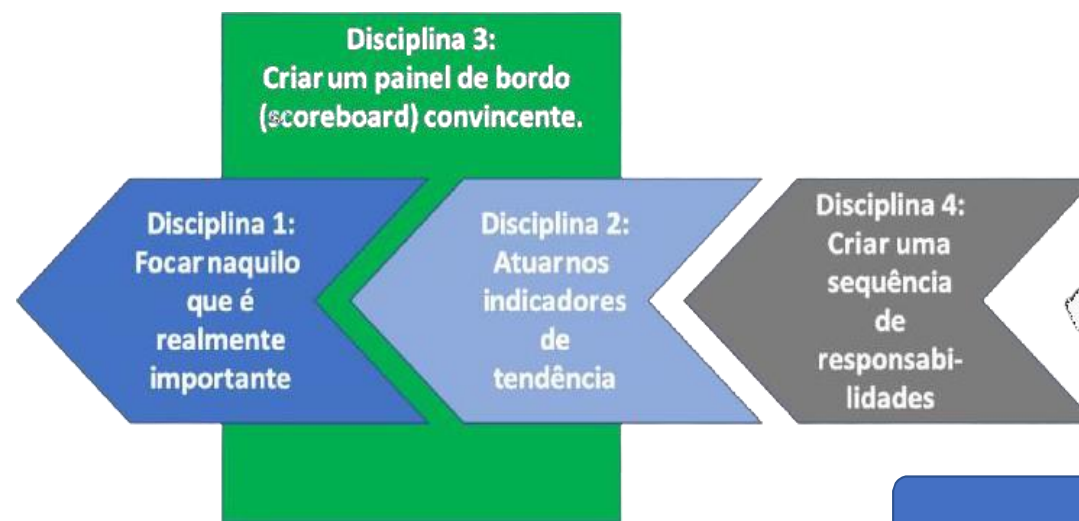 Disciplina 3:
Criar um painel de bordo
(scoreboard) convincente.
Disciplina 1:
Focar naquilo
que é
realmente
importante
Disciplina 2:
Atuar nos
indicadores
de
tendência
Disciplina 4:
Criar uma
sequência
de
responsabi-
lidades